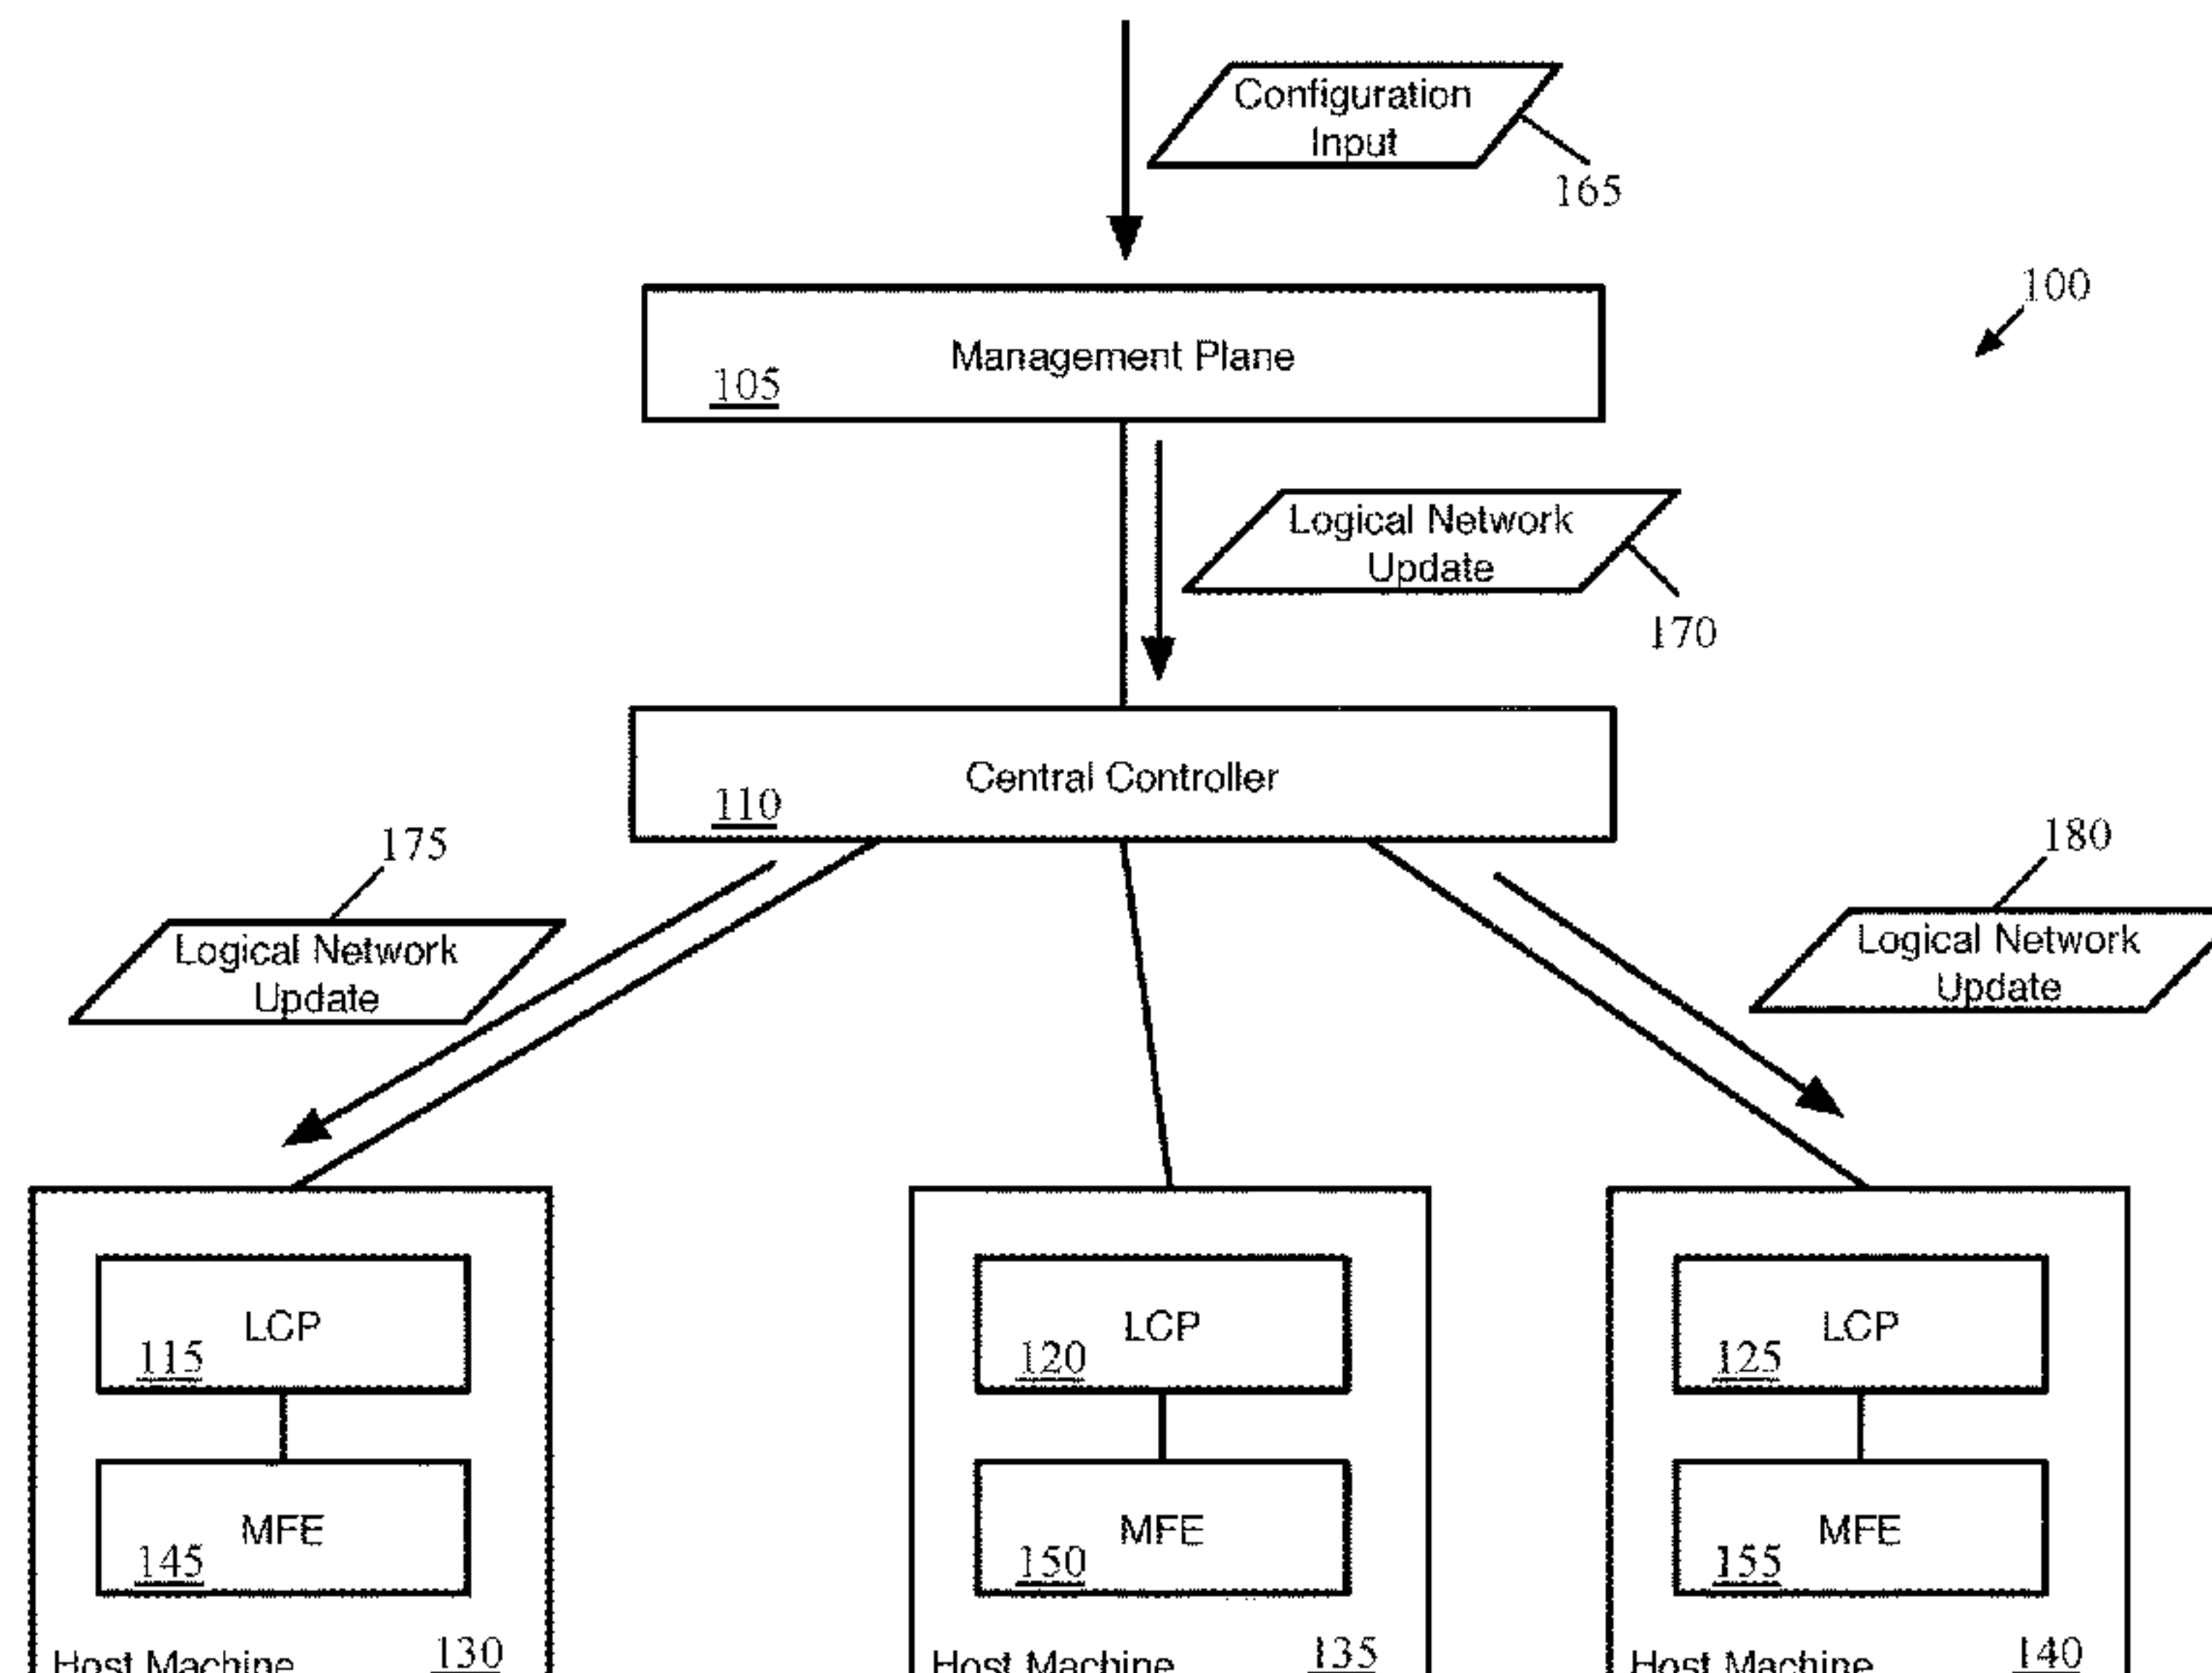 Configuration
Input
165
100
Management Plane
105
Logical Network
Update
170
Central Controller
110
175
180
Logical Network
Update
Logical Network
Update
LCP
115
LCP
120
LCP
125
MFE
145
MFE
150
MFE
155
Host Machine
130
Host Machine
135
Host Machine
140